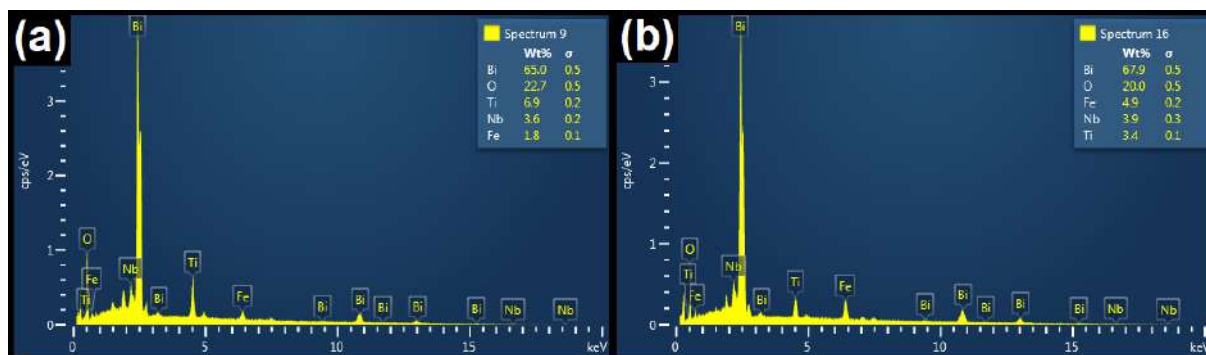 (a)
Bi
Spectrum 9
Wt% σ
Bi 65.0 0.5
O 22.7 0.5
Ti 6.9 0.2
Nb 3.6 0.2
Fe 1.8 0.1
3
2
1
0
cps/eV
O
Fe
Ti
Nb
Bi
Ti
Fe
Bi
Bi
Bi
Bi
Bi
Nb
Nb
0 5 10 15 keV
(b)
Bi
Spectrum 16
Wt% σ
Bi 67.9 0.5
O 20.0 0.5
Fe 4.9 0.2
Nb 3.9 0.3
Ti 3.4 0.1
3
2
1
0
cps/eV
O
Ti
Fe
Nb
Bi
Ti
Fe
Bi
Bi
Bi
Bi
Bi
Nb
Nb
0 5 10 15 keV